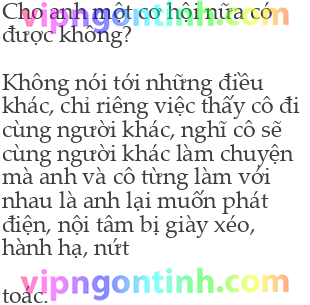 Cho anh một cơ hội nữa có
vipngontinh.com
được không?
Không nói tới những điều
khác, chỉ riêng việc thấy cô đi
cùng người khác, nghĩ cô sẽ
cùng người khác làm chuyện
mà anh và cô từng làm với
nhau là anh lại muốn phát
điện, nội tâm bị giày xéo,
hành hạ, nứt
vipngontinh.com
toác.